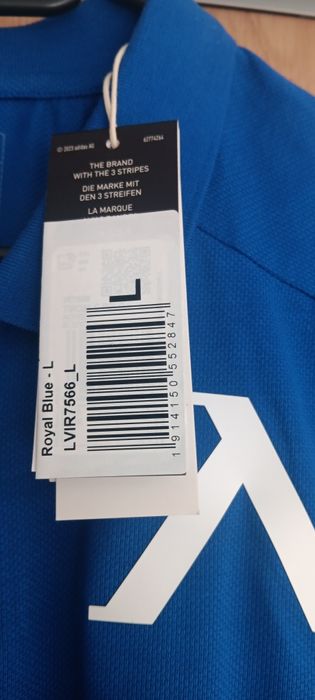 © 2023 adidas AG
62774264
THE BRAND
WITH THE 3 STRIPES
DIE MARKE MIT
DEN 3 STREIFEN
LA MARQUE
Royal Blue - L
LVIR7566_L
L
1914150552847